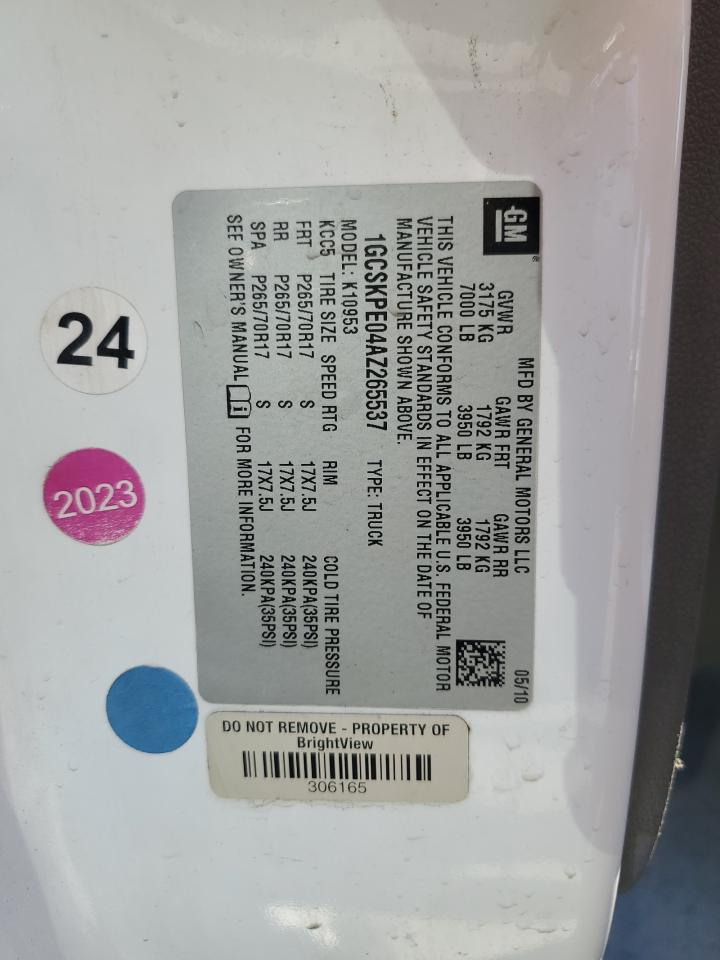 GM
MFD BY GENERAL MOTORS LLC
05/10
GVWR GAWR FRT GAWR RR
3175 KG 1792 KG 1792 KG
7000 LB 3950 LB 3950 LB
THIS VEHICLE CONFORMS TO ALL APPLICABLE U.S. FEDERAL MOTOR
VEHICLE SAFETY STANDARDS IN EFFECT ON THE DATE OF
MANUFACTURE SHOWN ABOVE.
1GCSKPE04AZ265537 TYPE: TRUCK
MODEL: K10953
KCC5 TIRE SIZE SPEED RTG RIM COLD TIRE PRESSURE
FRT P265/70R17 S 17X7.5J 240KPA(35PSI)
RR P265/70R17 S 17X7.5J 240KPA(35PSI)
SPA P265/70R17 S 17X7.5J 240KPA(35PSI)
SEE OWNER'S MANUAL FOR MORE INFORMATION.
24
2023
DO NOT REMOVE - PROPERTY OF
BrightView
306165